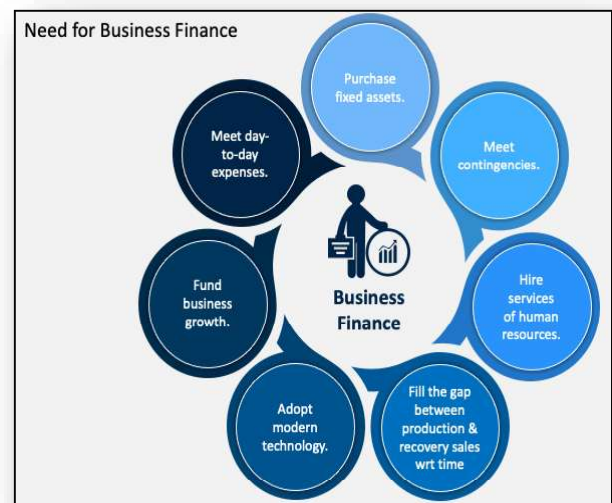 Need for Business Finance
Purchase
fixed assets.
Meet
contingencies.
Hire
services
of human
resources.
Fill the gap
between
production &
recovery sales
wrt time
Adopt
modern
technology.
Fund
business
growth.
Meet day-
to-day
expenses.
Business
Finance